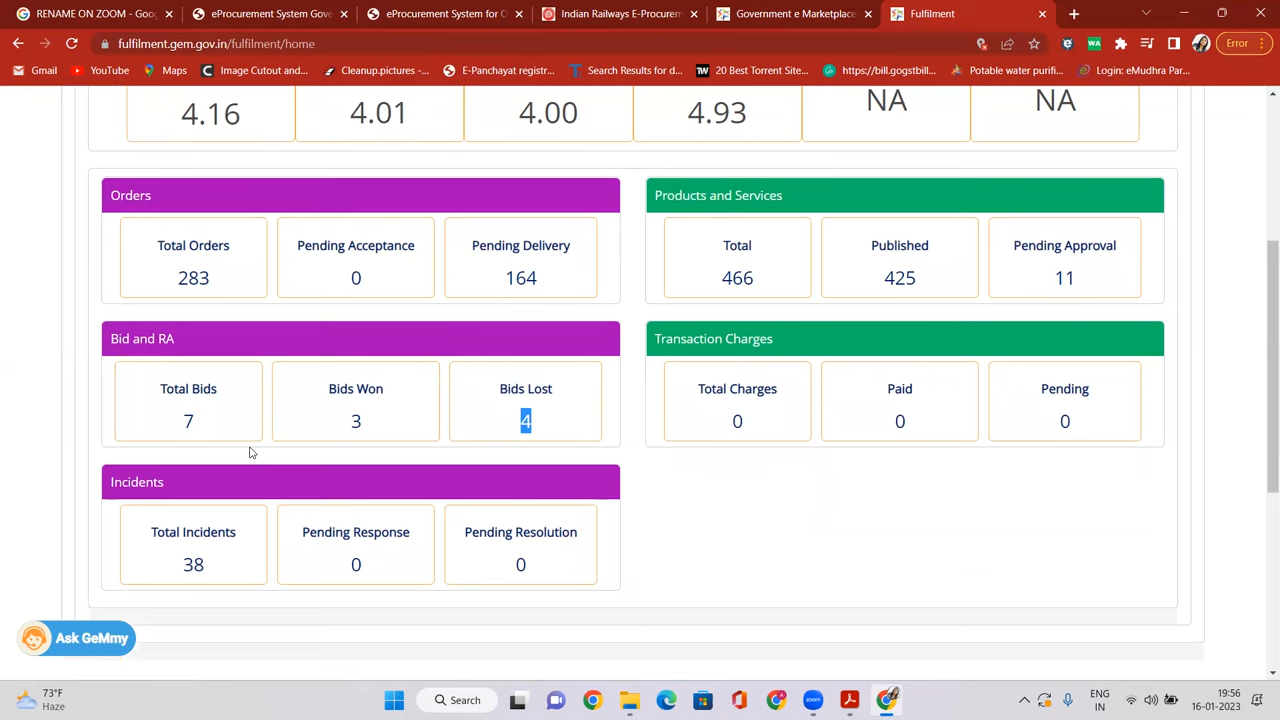 RENAME ON ZOOM - Goo
eProcurement System Gove
eProcurement System for O
Indian Railways E-Procurem
Government e Marketplace
Fulfilment
fulfilment.gem.gov.in/fulfilment/home
Error
Gmail
YouTube
Maps
Image Cutout and...
Cleanup.pictures -...
E-Panchayat registr...
Search Results for d...
20 Best Torrent Site...
https://bill.gogstbill...
Potable water purifi...
Login: eMudhra Par...
4.16 4.01 4.00 4.93 NA NA
Orders
Total Orders Pending Acceptance Pending Delivery
283 0 164
Products and Services
Total Published Pending Approval
466 425 11
Bid and RA
Total Bids Bids Won Bids Lost
7 3 4
Transaction Charges
Total Charges Paid Pending
0 0 0
Incidents
Total Incidents Pending Response Pending Resolution
38 0 0
Ask GeMmy
73°F
Haze
Search
zoom
ENG
IN
19:56
16-01-2023